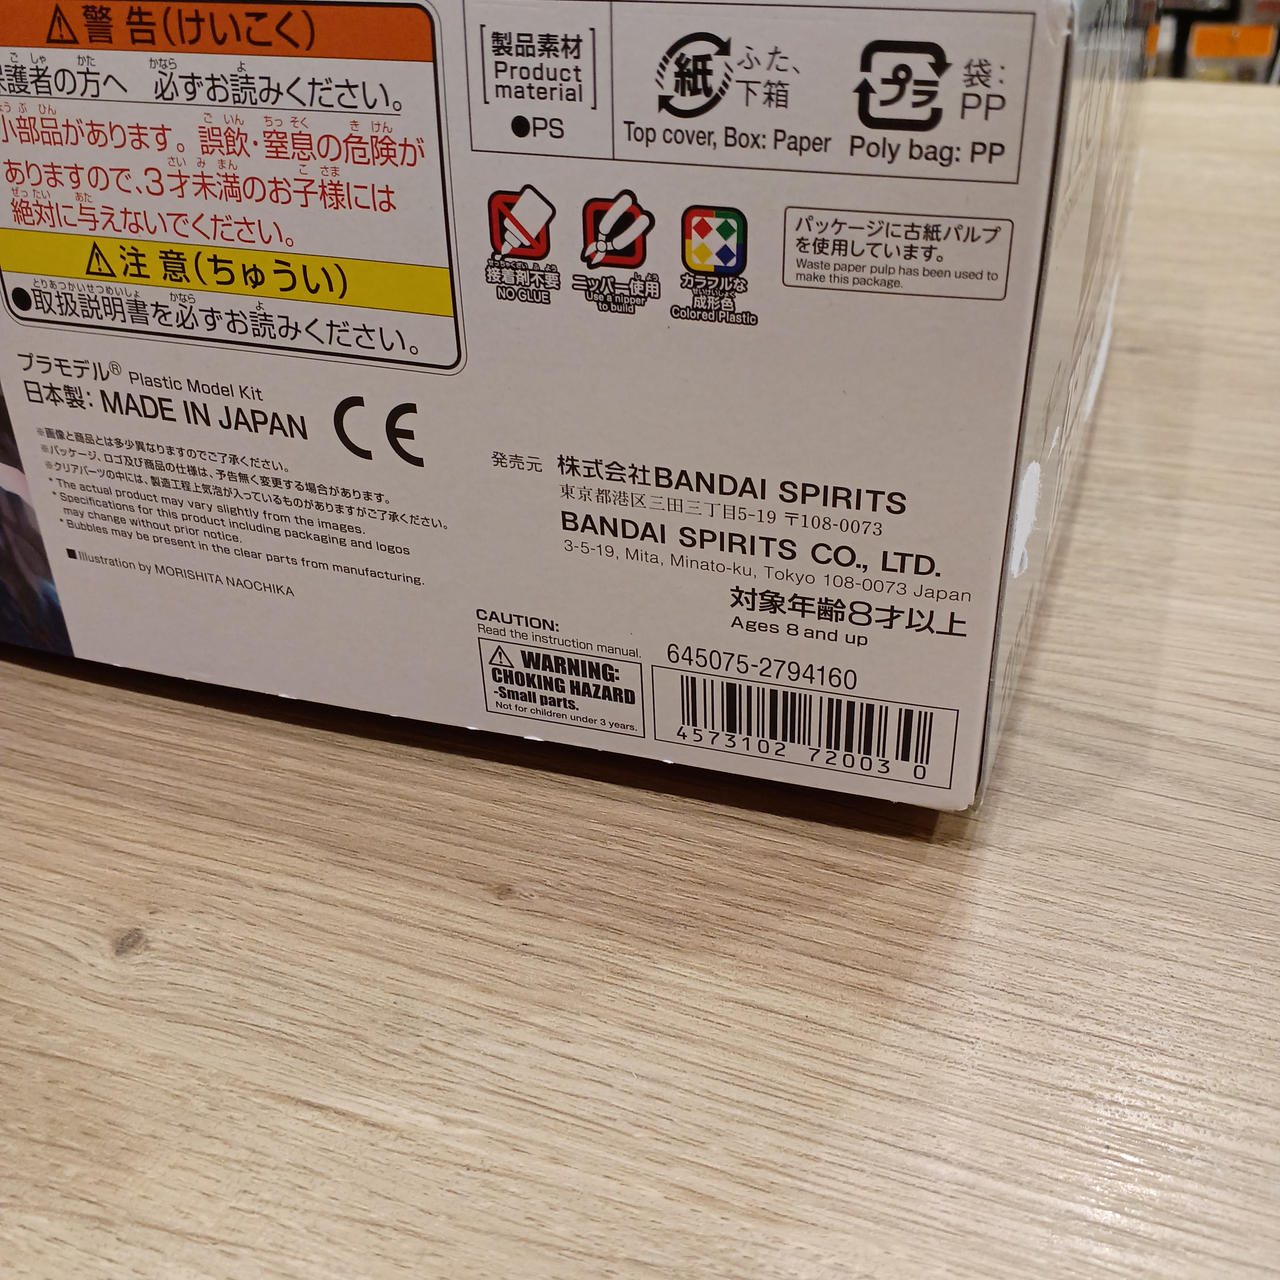 ⚠警告(けいこく)
護者の方へ 必ずお読みください。
小部品があります。誤飲・窒息の危険が
ありますので、3才未満のお子様には
絶対に与えないでください。
⚠注意(ちゅうい)
●取扱説明書を必ずお読みください。
プラモデル® Plastic Model Kit
日本製: MADE IN JAPAN
CE
※画像と商品とは多少異なりますのでご了承ください。
※パッケージ、ロゴ及び商品の仕様は、予告無く変更する場合があります。
※クリアパーツの中には、製造工程上気泡が入っているものがありますがご了承ください。
* The actual product may vary slightly from the images.
* Specifications for this product including packaging and logos
may change without prior notice.
* Bubbles may be present in the clear parts from manufacturing.
■Illustration by MORISHITA NAOCHIKA
製品素材
Product
material
●PS
紙
ふた、
下箱
Top cover, Box: Paper
プラ
袋:
PP
Poly bag: PP
接着剤不要
NO GLUE
ニッパー使用
Use a nipper
to build
カラフルな
成形色
Colored Plastic
パッケージに古紙パルプ
を使用しています。
Waste paper pulp has been used to
make this package.
発売元 株式会社BANDAI SPIRITS
東京都港区三田三丁目5-19 〒108-0073
BANDAI SPIRITS CO., LTD.
3-5-19, Mita, Minato-ku, Tokyo 108-0073 Japan
対象年齢8才以上
Ages 8 and up
CAUTION:
Read the instruction manual.
⚠WARNING:
CHOKING HAZARD
-Small parts.
Not for children under 3 years.
645075-2794160
4573102 72003 0